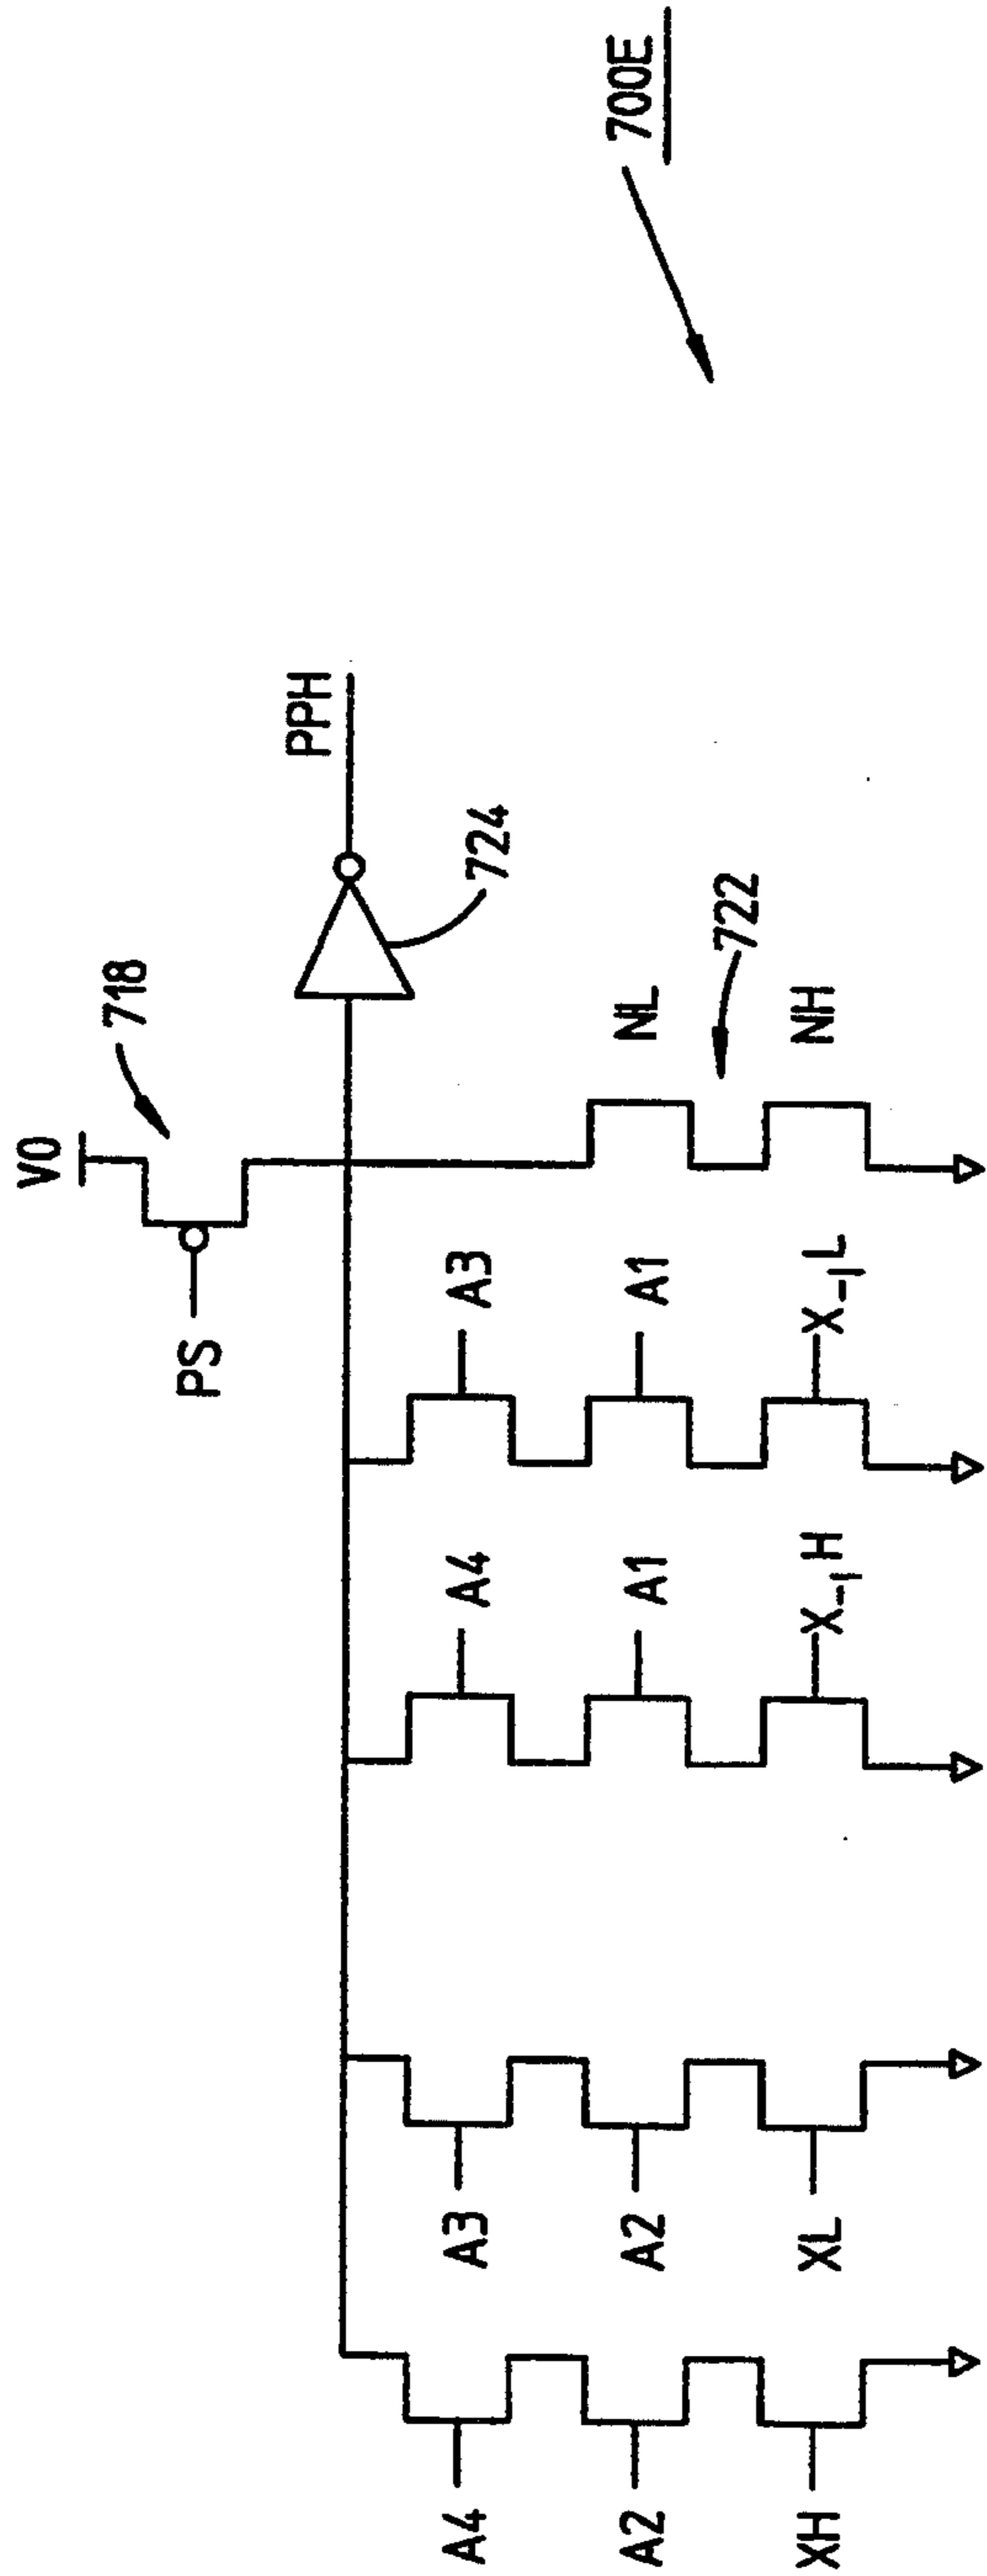 V0
718
PS
PPH
724
A4
A3
A4
A3
A2
A2
A1
A1
NL
722
XH
XL
X₋₁H
X₋₁L
NH
700E